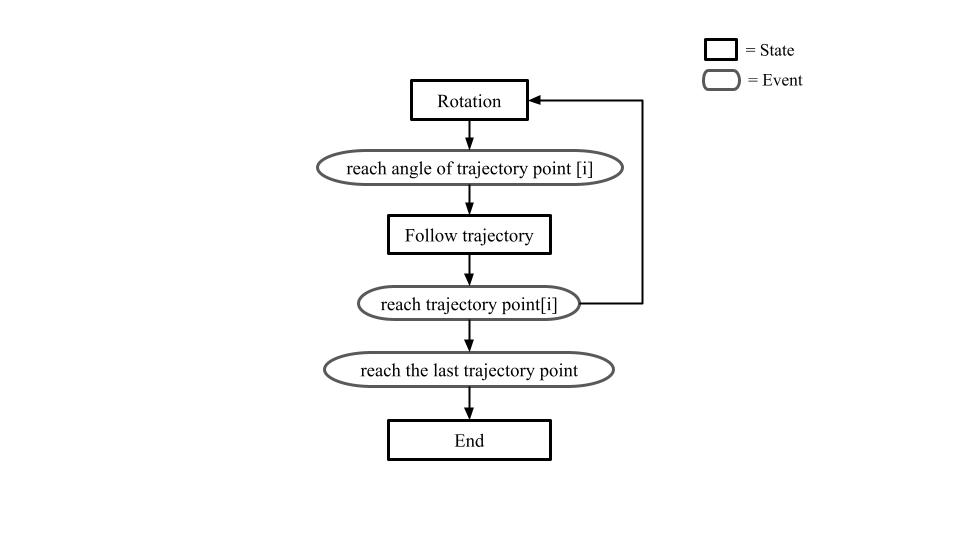 = State
= Event
Rotation
reach angle of trajectory point [i]
Follow trajectory
reach trajectory point[i]
reach the last trajectory point
End